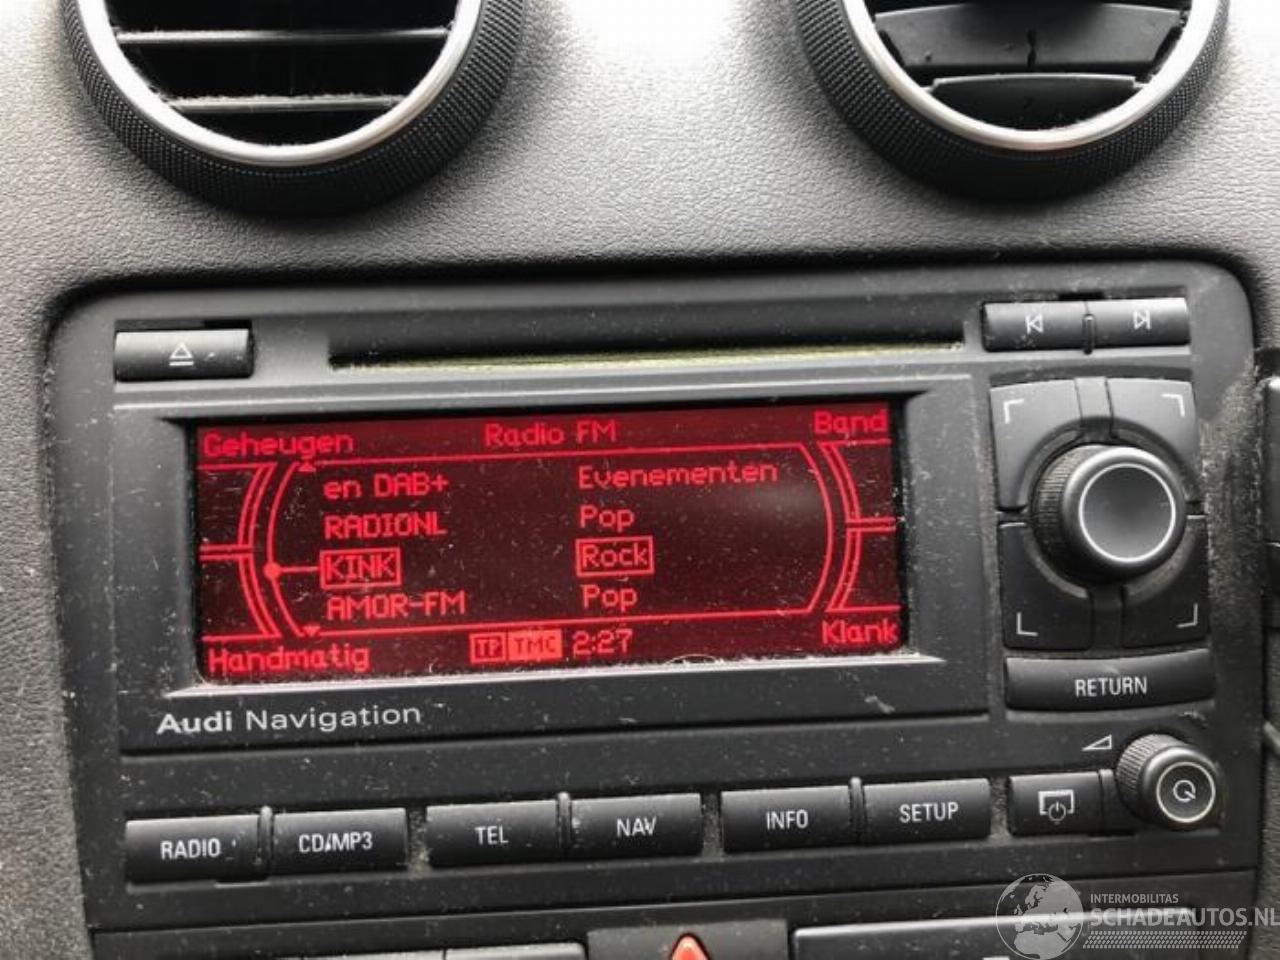 Geheugen Radio FM Band
en DAB+ Evenementen
RADIONL Pop
KINK Rock
AMOR-FM Pop
Handmatig TP TMC 2:27 Klank
Audi Navigation
RETURN
RADIO CD/MP3 TEL NAV INFO SETUP
INTERMOBILITAS
SCHADEAUTOS.NL